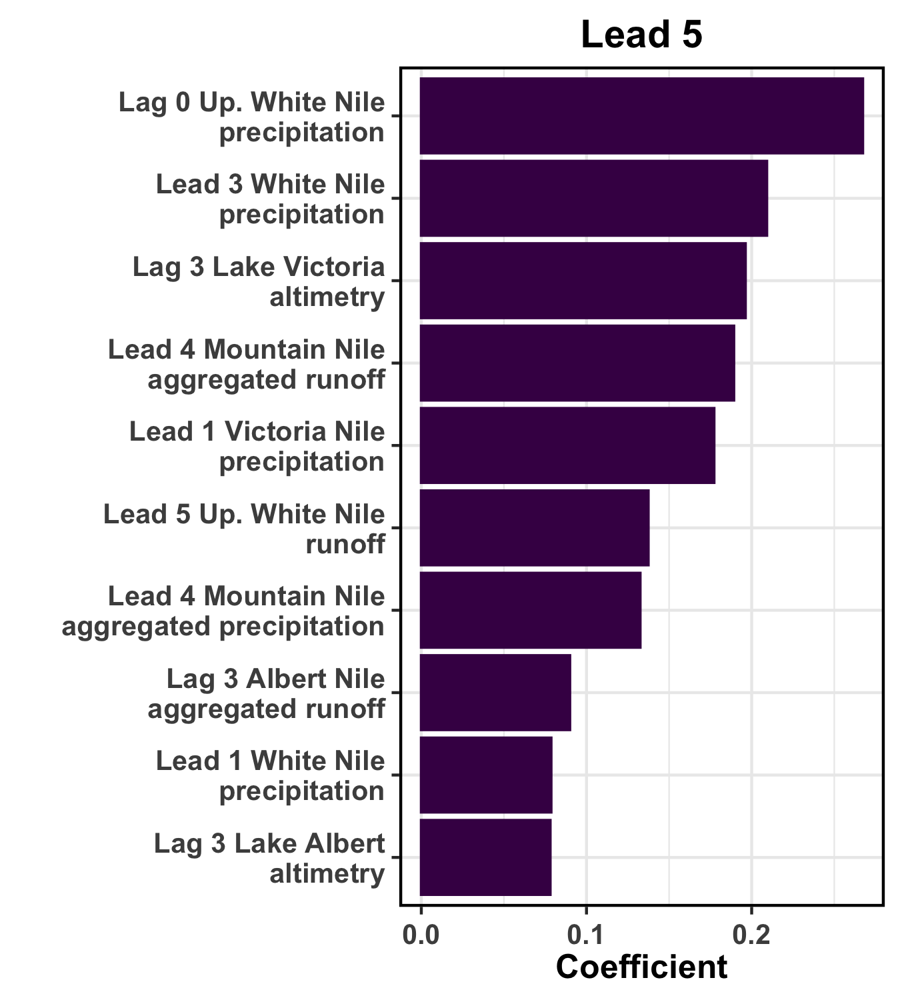 Lead 5
Lag 0 Up. White Nile
precipitation
Lead 3 White Nile
precipitation
Lag 3 Lake Victoria
altimetry
Lead 4 Mountain Nile
aggregated runoff
Lead 1 Victoria Nile
precipitation
Lead 5 Up. White Nile
runoff
Lead 4 Mountain Nile
aggregated precipitation
Lag 3 Albert Nile
aggregated runoff
Lead 1 White Nile
precipitation
Lag 3 Lake Albert
altimetry
0.0 0.1 0.2
Coefficient